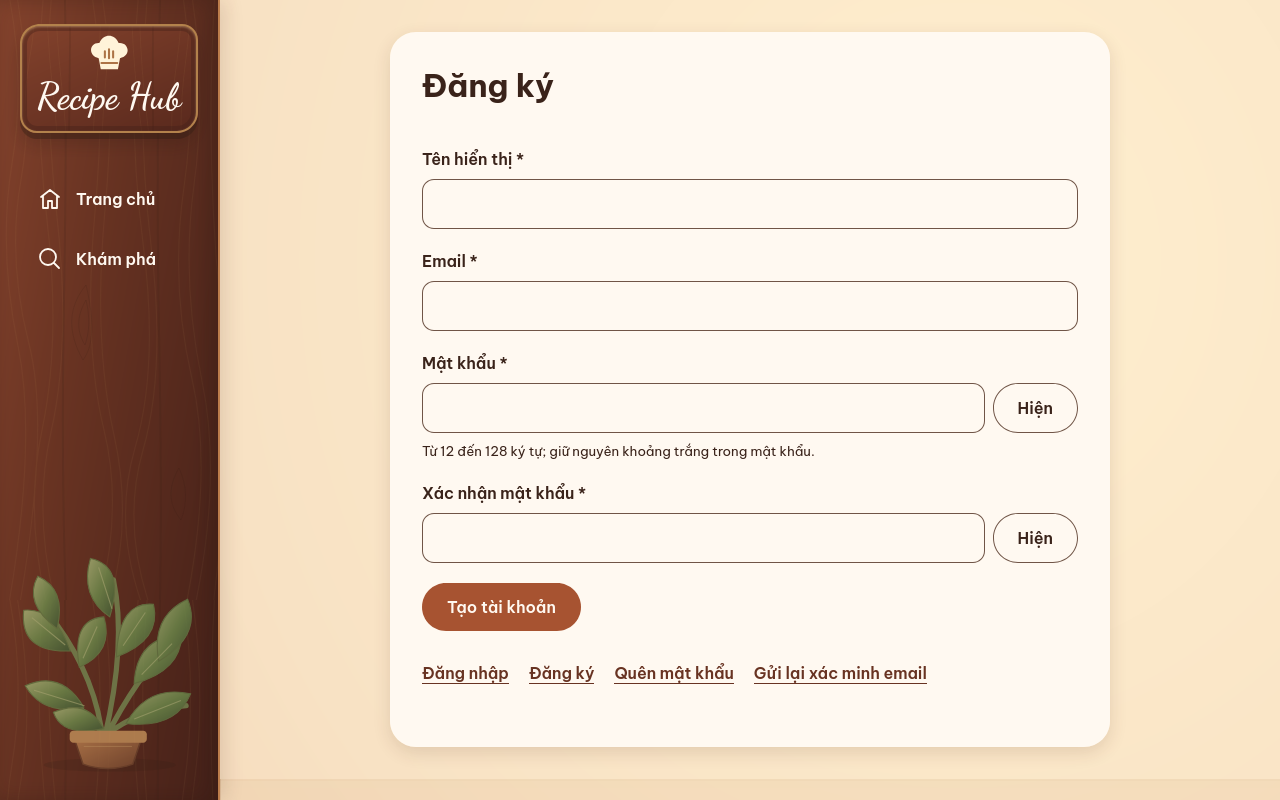 Recipe Hub
Trang chủ
Khám phá
Đăng ký
Tên hiển thị *
Email *
Mật khẩu *
Hiện
Từ 12 đến 128 ký tự; giữ nguyên khoảng trắng trong mật khẩu.
Xác nhận mật khẩu *
Hiện
Tạo tài khoản
Đăng nhập Đăng ký Quên mật khẩu Gửi lại xác minh email